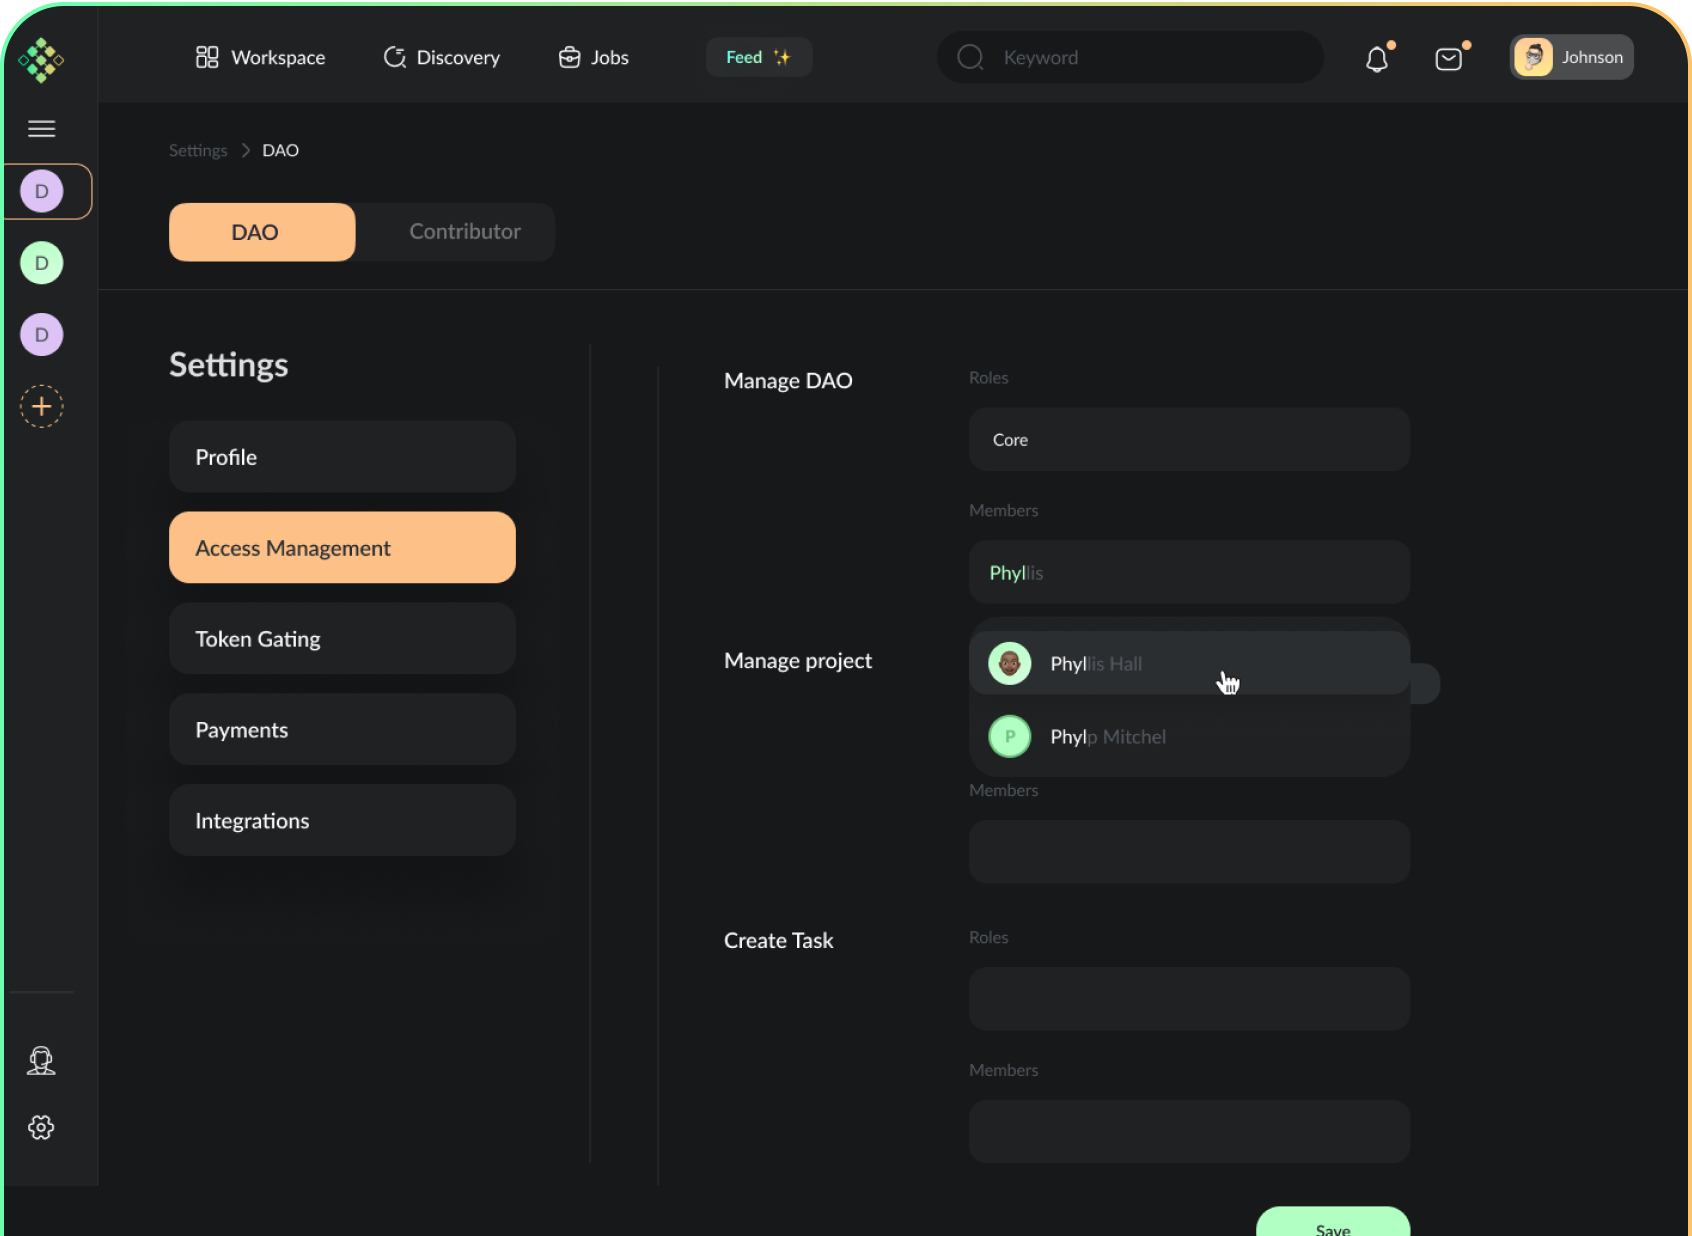 Workspace
Discovery
Jobs
Feed
Keyword
Johnson
Settings > DAO
D
D
D
DAO
Contributor
Settings
Profile
Access Management
Token Gating
Payments
Integrations
Manage DAO
Roles
Core
Members
Phyllis
Manage project
Phyllis Hall
P
Phylp Mitchel
Members
Create Task
Roles
Members
Save